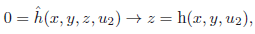 0 = ĥ(x, y, z, u₂) → z = h(x, y, u₂),